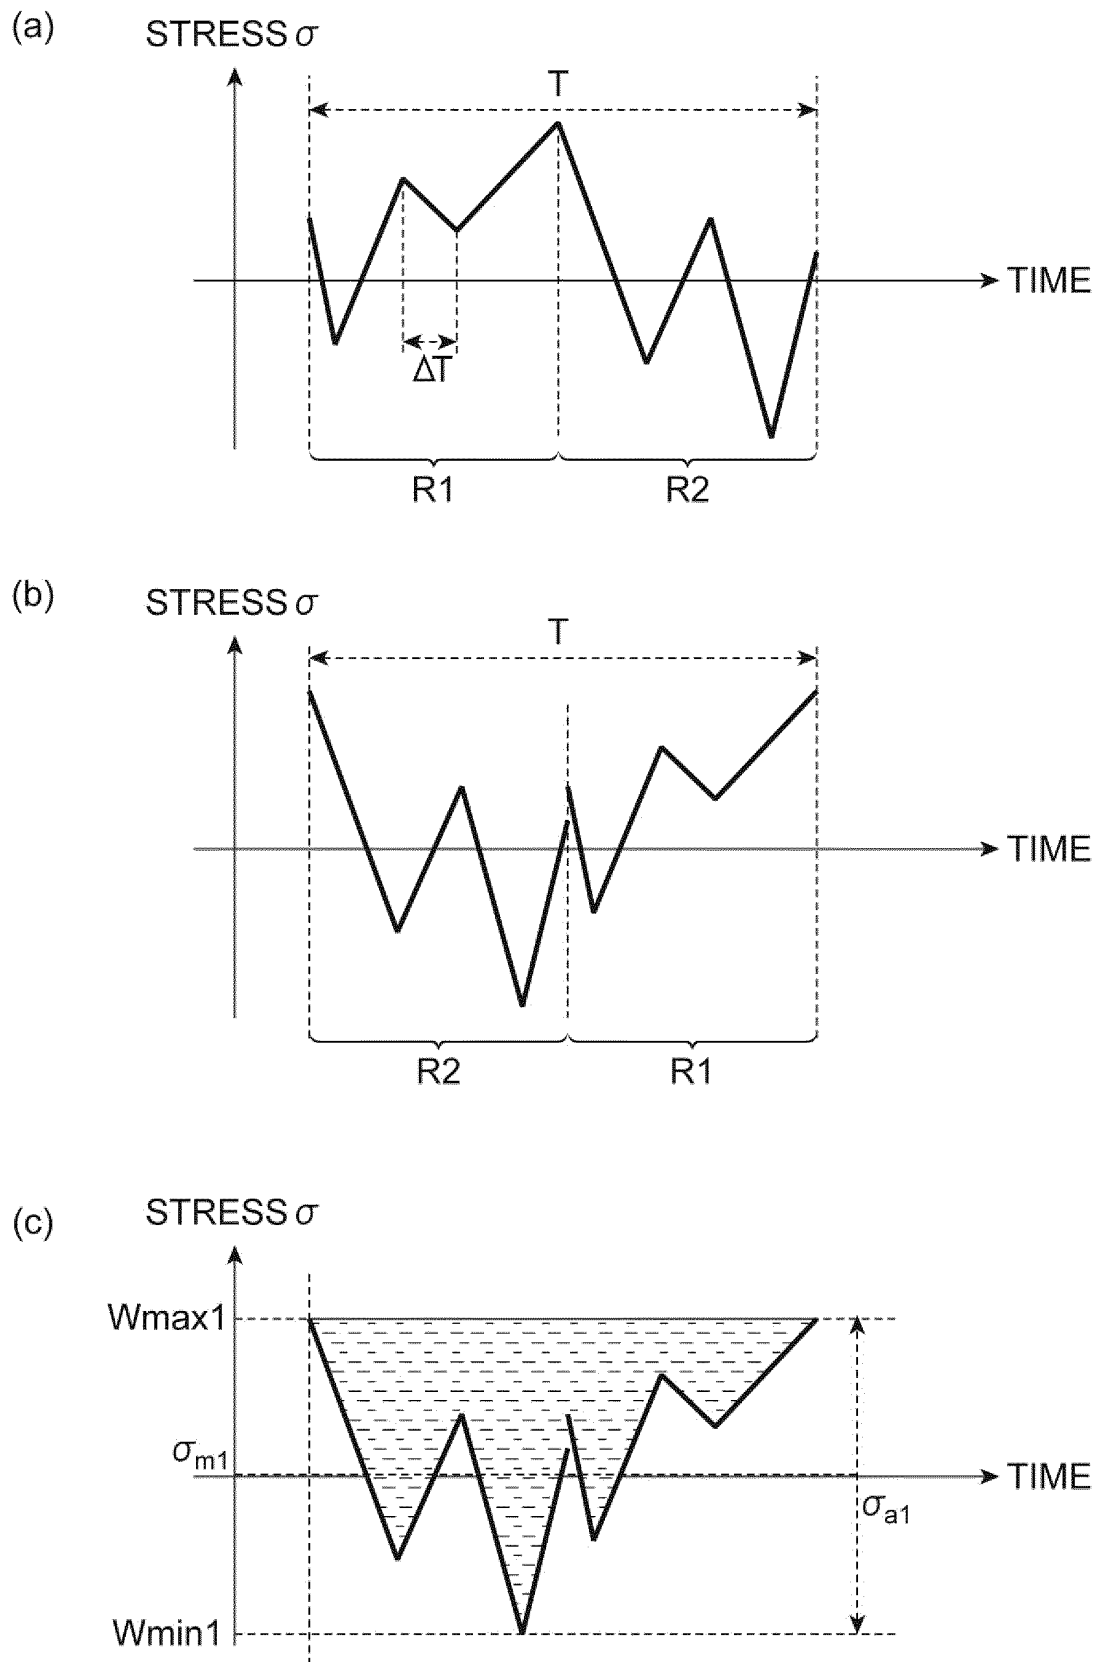 (a)
STRESS σ
T
TIME
ΔT
R1 R2
(b)
STRESS σ
T
TIME
R2 R1
(c)
STRESS σ
Wmax1
σm1
TIME
σa1
Wmin1